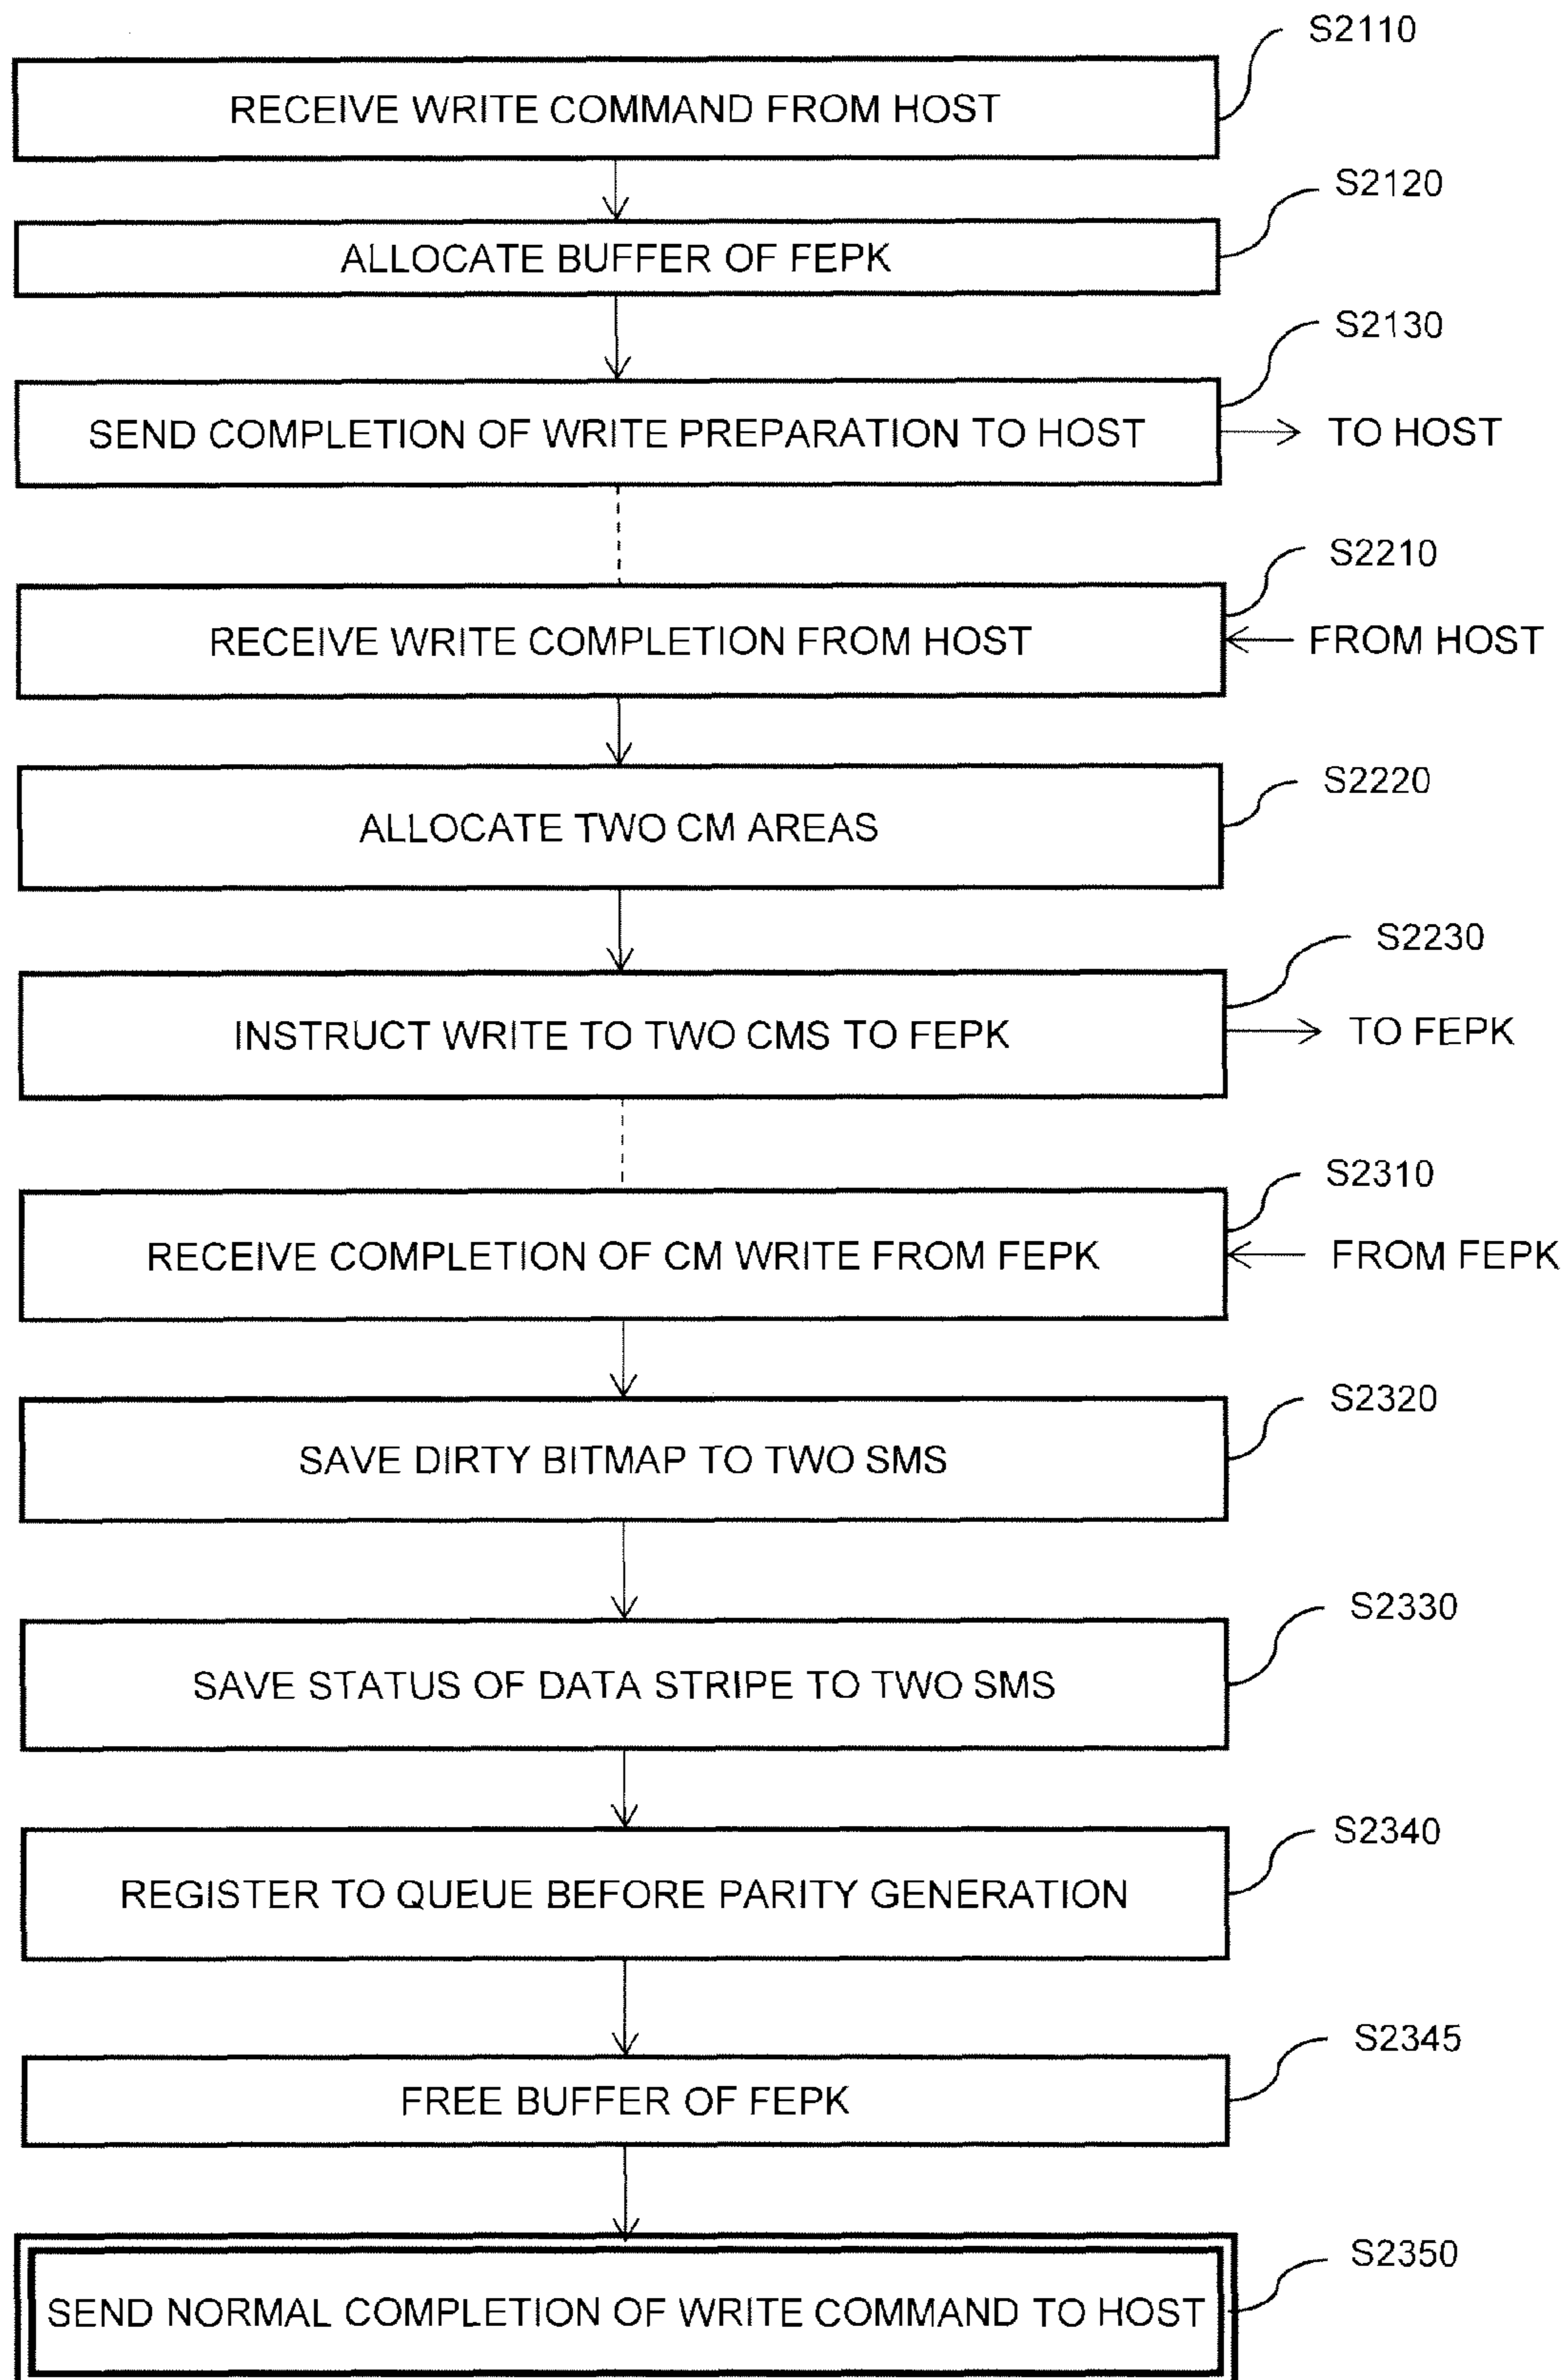 S2110
RECEIVE WRITE COMMAND FROM HOST
S2120
ALLOCATE BUFFER OF FEPK
S2130
SEND COMPLETION OF WRITE PREPARATION TO HOST
TO HOST
S2210
RECEIVE WRITE COMPLETION FROM HOST
FROM HOST
S2220
ALLOCATE TWO CM AREAS
S2230
INSTRUCT WRITE TO TWO CMS TO FEPK
TO FEPK
S2310
RECEIVE COMPLETION OF CM WRITE FROM FEPK
FROM FEPK
S2320
SAVE DIRTY BITMAP TO TWO SMS
S2330
SAVE STATUS OF DATA STRIPE TO TWO SMS
S2340
REGISTER TO QUEUE BEFORE PARITY GENERATION
S2345
FREE BUFFER OF FEPK
S2350
SEND NORMAL COMPLETION OF WRITE COMMAND TO HOST